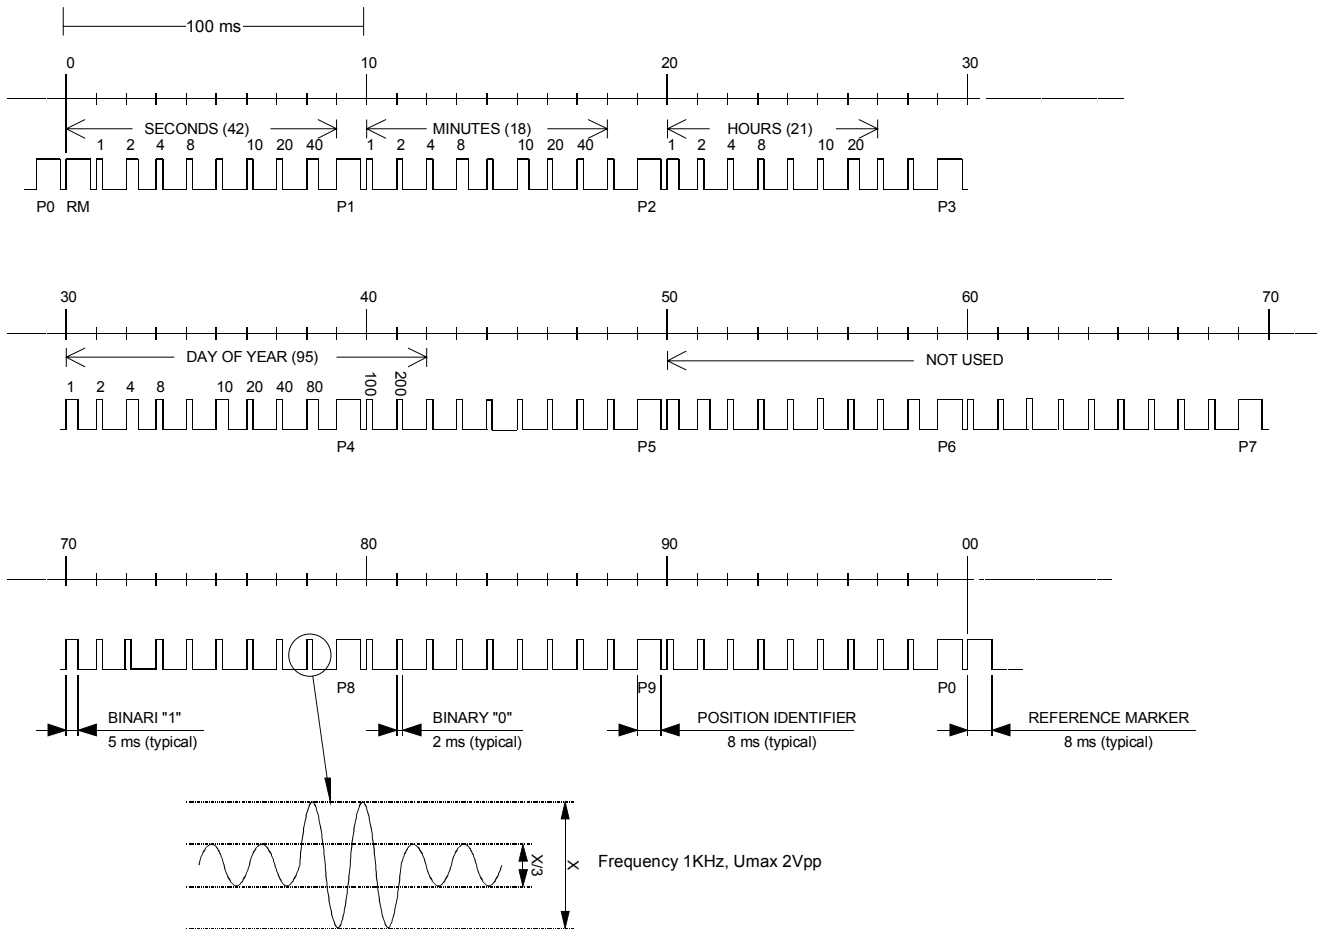 100 ms
0 10 20 30
SECONDS (42) MINUTES (18) HOURS (21)
1 2 4 8 10 20 40 1 2 4 8 10 20 40 1 2 4 8 10 20
P0 RM P1 P2 P3
30 40 50 60 70
DAY OF YEAR (95) NOT USED
1 2 4 8 10 20 40 80 100 200
P4 P5 P6 P7
70 80 90 00
P8 P9 P0
BINARI "1" BINARY "0" POSITION IDENTIFIER REFERENCE MARKER
5 ms (typical) 2 ms (typical) 8 ms (typical) 8 ms (typical)
X/3 X Frequency 1KHz, Umax 2Vpp